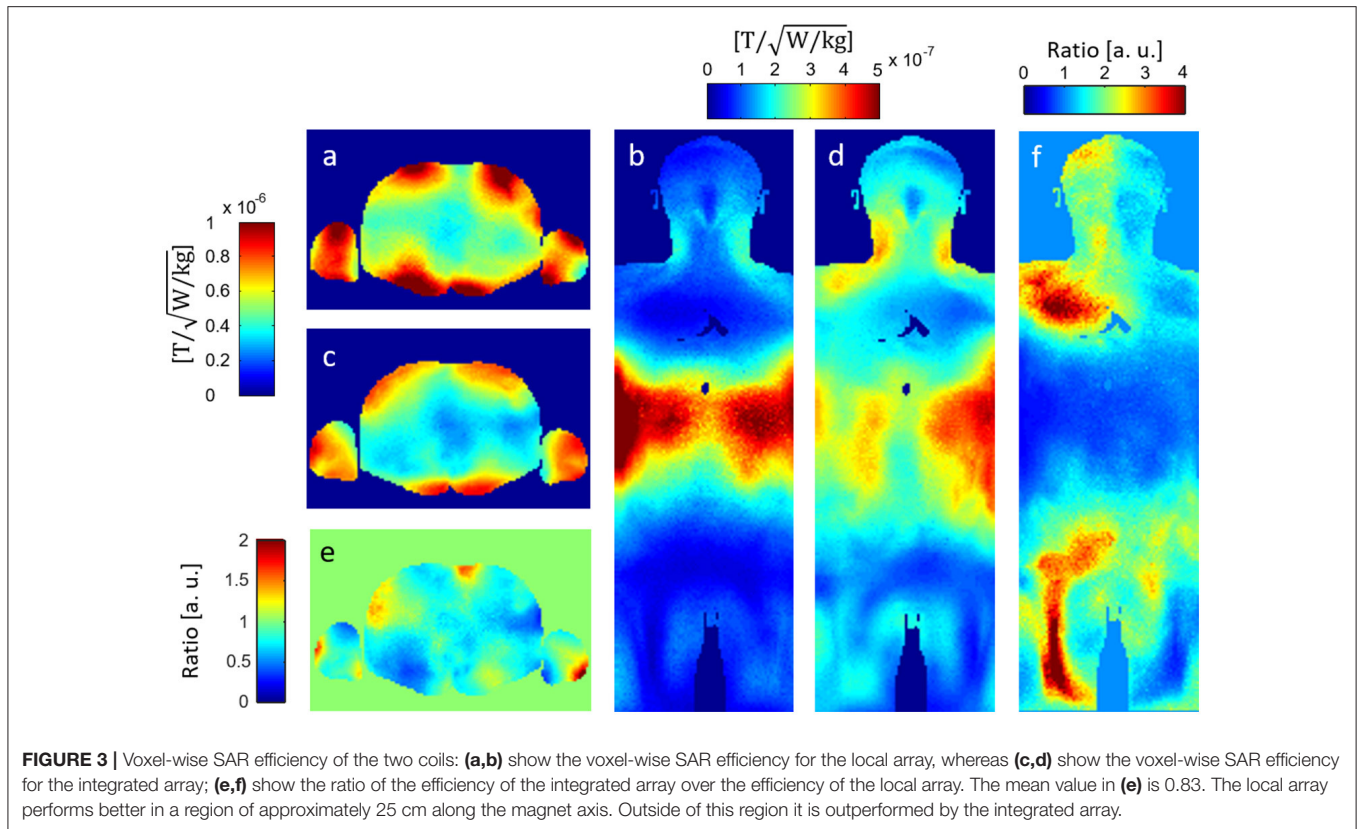 [T/√W/kg]
0 1 2 3 4 5 × 10⁻⁷
Ratio [a. u.]
0 1 2 3 4
a
b
d
f
1 × 10⁻⁶
0.8
0.6
0.4
0.2
0
[T/√W/kg]
c
e
2
1.5
1
0.5
0
Ratio [a. u.]
FIGURE 3 | Voxel-wise SAR efficiency of the two coils: (a,b) show the voxel-wise SAR efficiency for the local array, whereas (c,d) show the voxel-wise SAR efficiency
for the integrated array; (e,f) show the ratio of the efficiency of the integrated array over the efficiency of the local array. The mean value in (e) is 0.83. The local array
performs better in a region of approximately 25 cm along the magnet axis. Outside of this region it is outperformed by the integrated array.